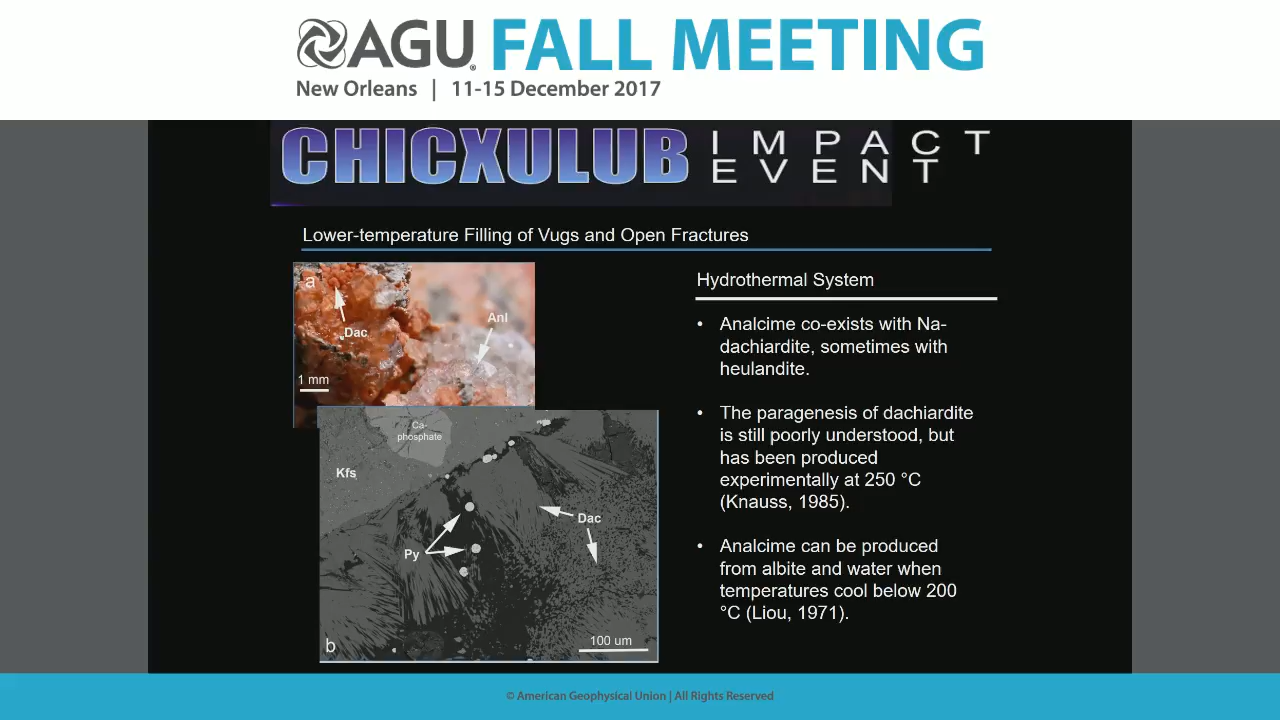 AGU FALL MEETING
New Orleans | 11-15 December 2017
CHICXULUB IMPACT EVENT
Lower-temperature Filling of Vugs and Open Fractures
a
Dac
Anl
1 mm
Ca-
phosphate
Kfs
Dac
Py
100 um
b
Hydrothermal System
• Analcime co-exists with Na-
dachiardite, sometimes with
heulandite.
• The paragenesis of dachiardite
is still poorly understood, but
has been produced
experimentally at 250 °C
(Knauss, 1985).
• Analcime can be produced
from albite and water when
temperatures cool below 200
°C (Liou, 1971).
© American Geophysical Union | All Rights Reserved